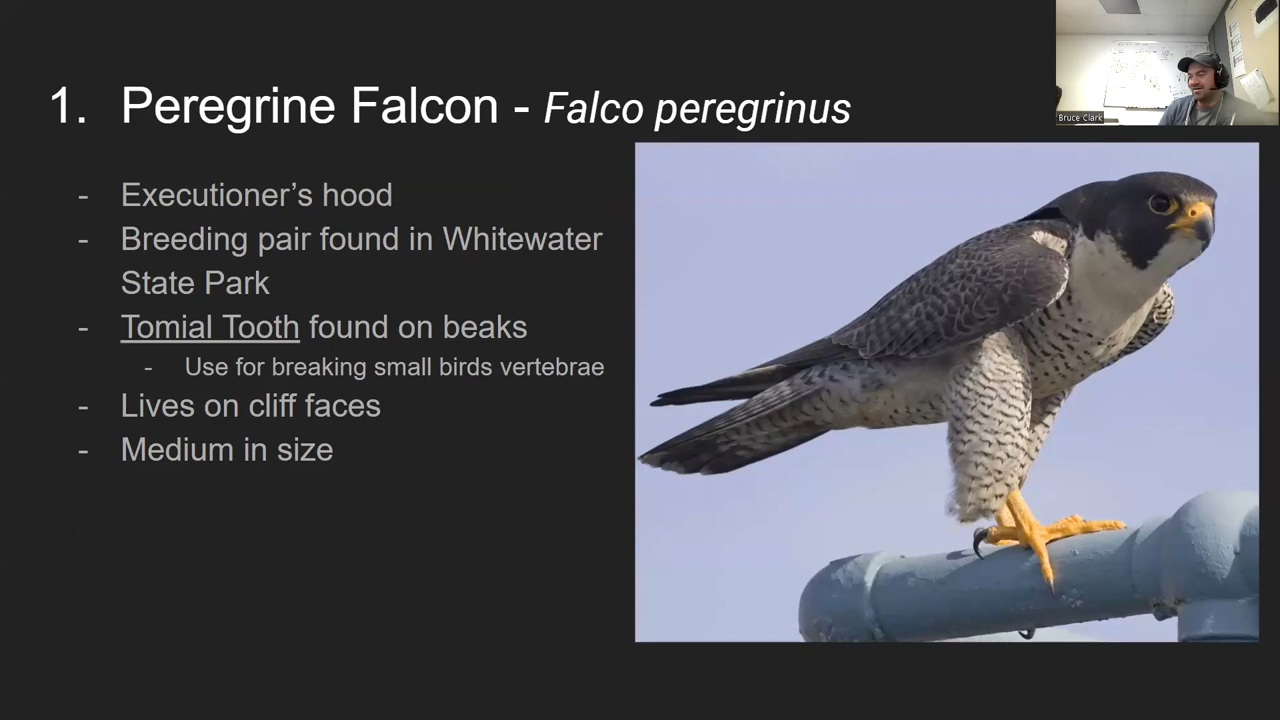 1. Peregrine Falcon - Falco peregrinus
- Executioner’s hood
- Breeding pair found in Whitewater
State Park
- Tomial Tooth found on beaks
- Use for breaking small birds vertebrae
- Lives on cliff faces
- Medium in size
Bruce Clark